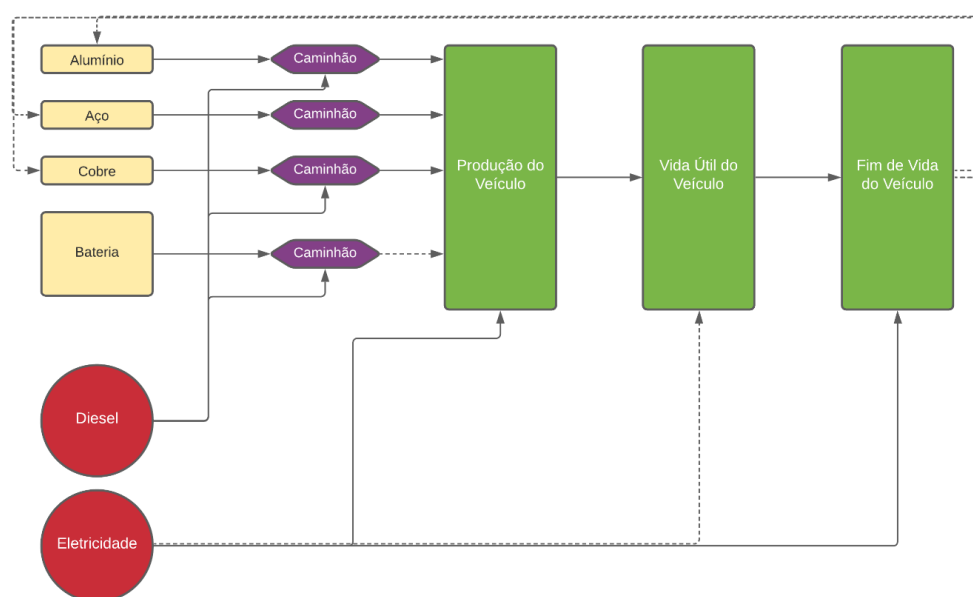 Alumínio
Caminhão
Aço
Caminhão
Cobre
Caminhão
Bateria
Caminhão
Produção do
Veículo
Vida Útil do
Veículo
Fim de Vida
do Veículo
Diesel
Eletricidade